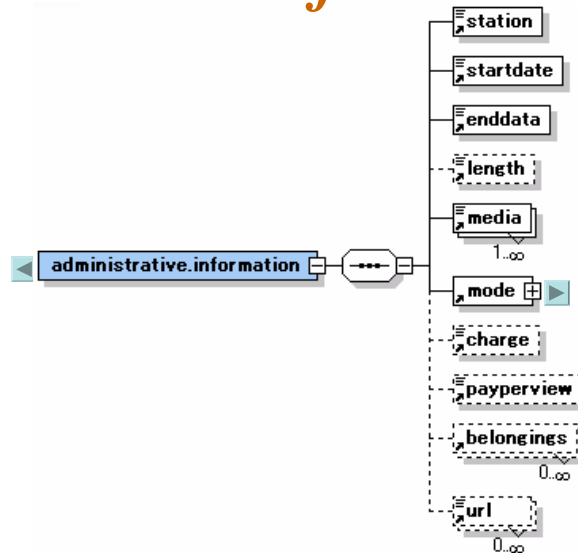 station
startdate
enddata
length
media
1..∞
administrative.information
mode
charge
payperview
belongings
0..∞
url
0..∞